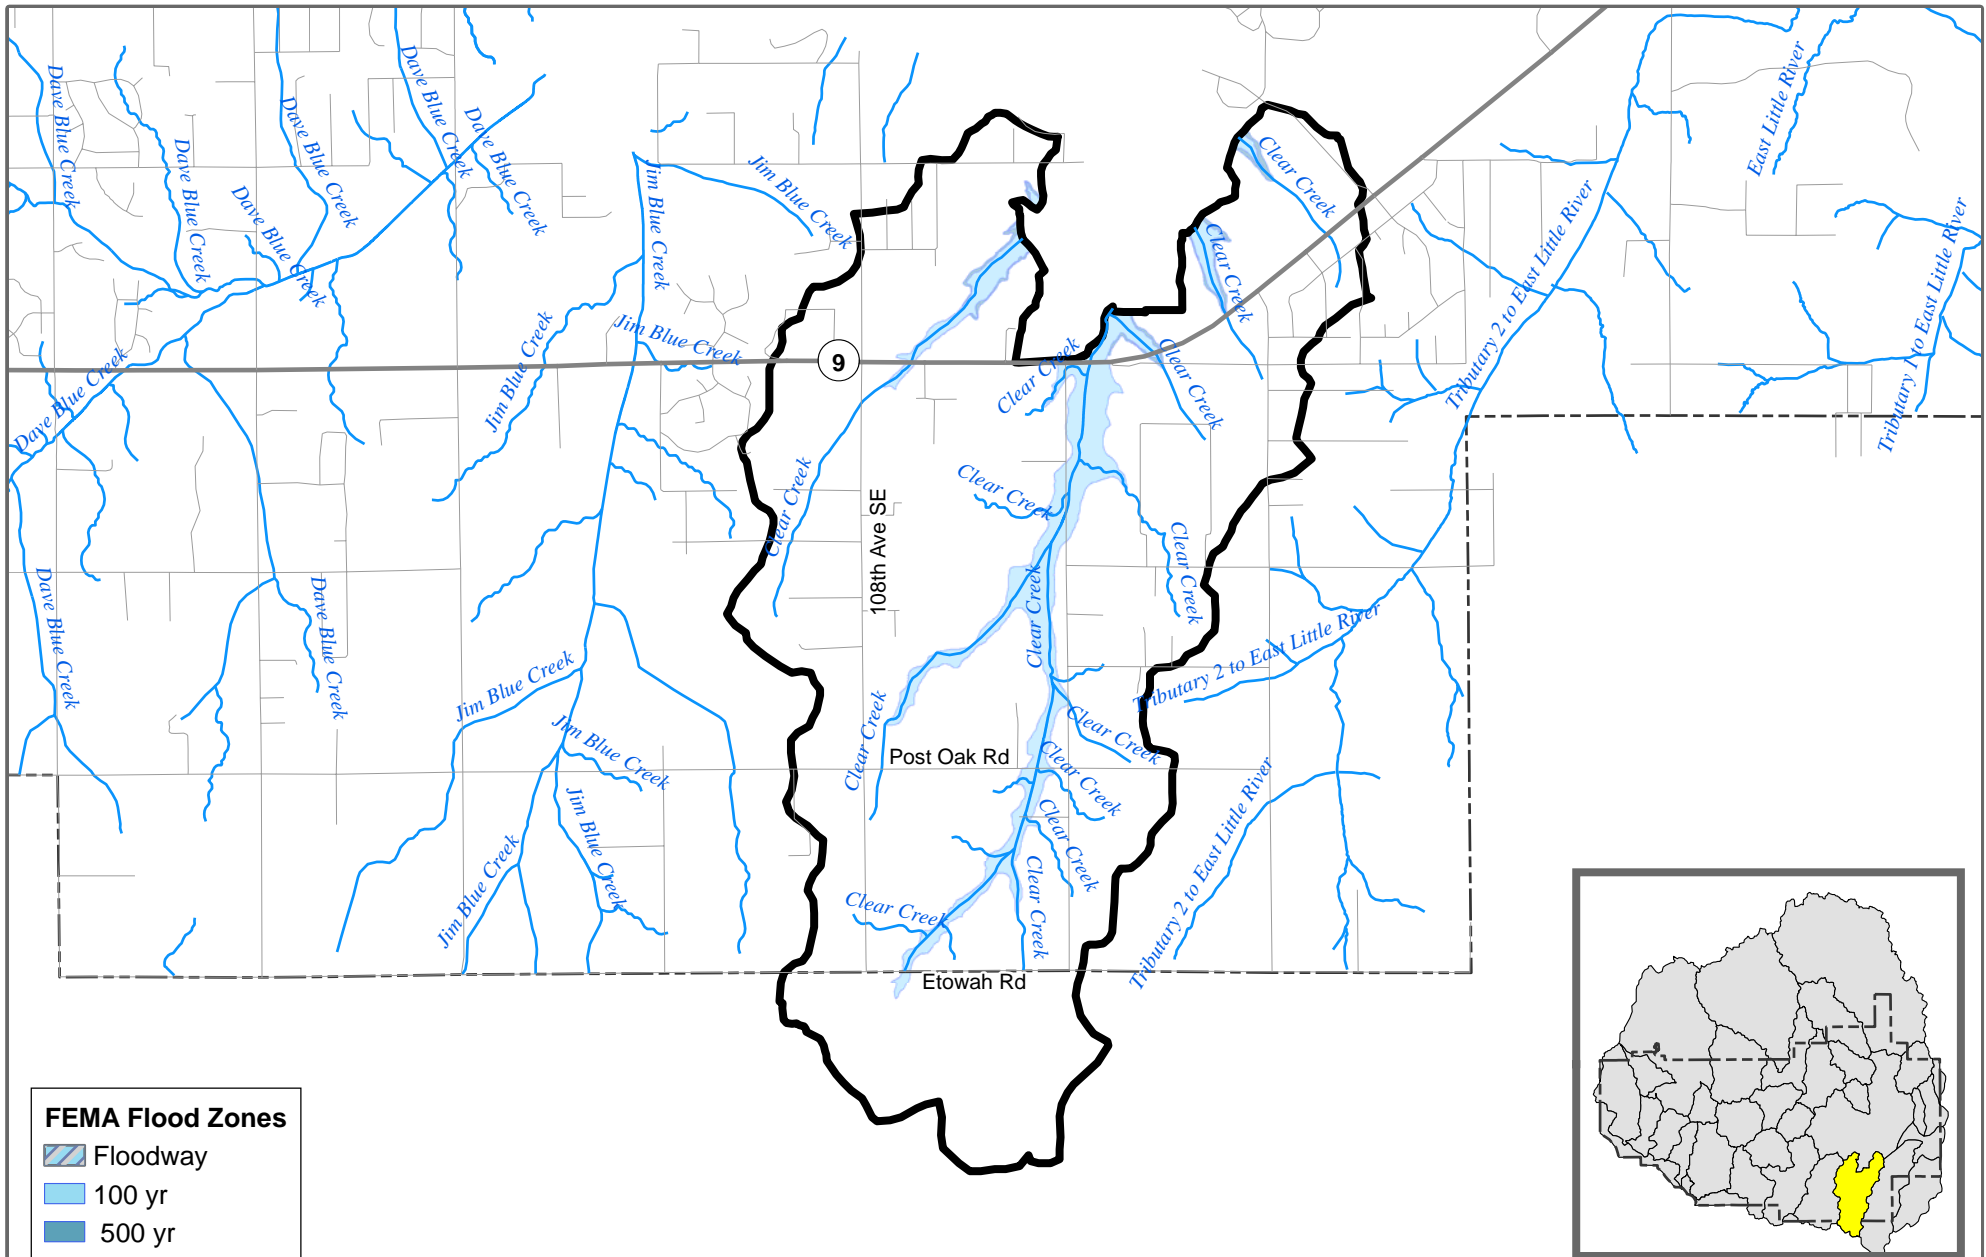 Dave Blue Creek
Dave Blue Creek
Dave Blue Creek
Dave Blue Creek
Dave Blue Creek
Dave Blue Creek
Jim Blue Creek
Jim Blue Creek
Clear Creek
East Little River
Clear Creek
Tributary 2 to East Little River
Tributary 1 to East Little River
Jim Blue Creek
Jim Blue Creek
Dave Blue Creek
9
Clear Creek
Clear Creek
Clear Creek
Clear Creek
108th Ave SE
Clear Creek
Dave Blue Creek
Dave Blue Creek
Clear Creek
Tributary 2 to East Little River
Jim Blue Creek
Jim Blue Creek
Clear Creek
Clear Creek
Post Oak Rd
Clear Creek
Clear Creek
Jim Blue Creek
Jim Blue Creek
Clear Creek
Clear Creek
Tributary 2 to East Little River
Etowah Rd
FEMA Flood Zones
Floodway
100 yr
500 yr